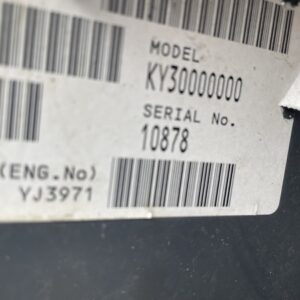 MODEL
KY30000000
SERIAL No.
10878
(ENG.No)
YJ3971